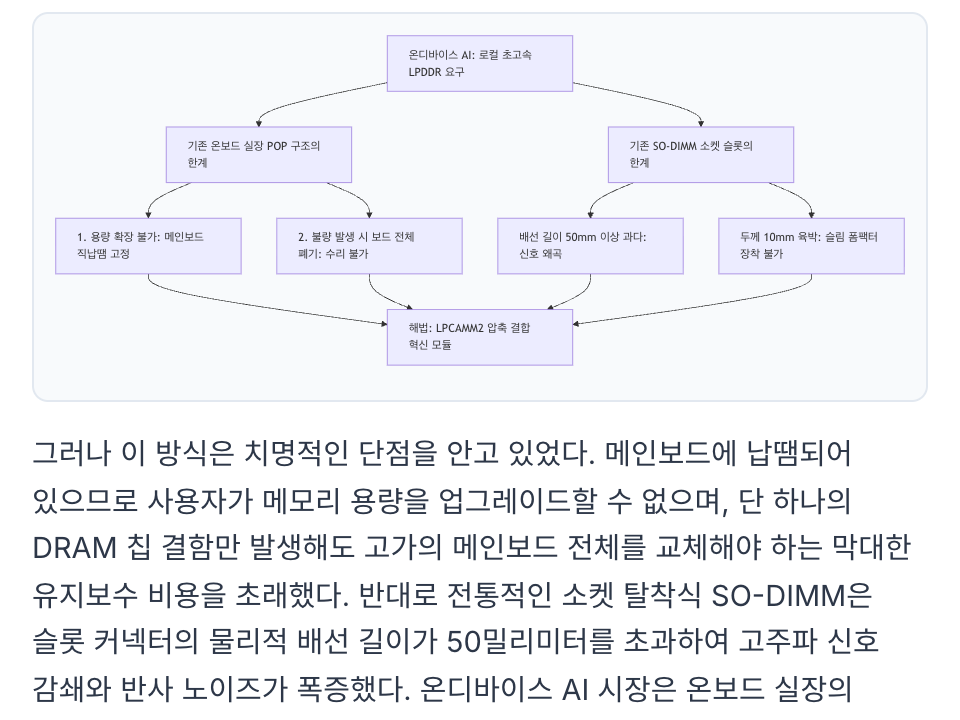 온디바이스 AI: 로컬 초고속
LPDDR 요구
기존 온보드 실장 POP 구조의
한계
기존 SO-DIMM 소켓 슬롯의
한계
1. 용량 확장 불가: 메인보드
직납땜 고정
2. 불량 발생 시 보드 전체
폐기: 수리 불가
배선 길이 50mm 이상 과다:
신호 왜곡
두께 10mm 육박: 슬림 폼팩터
장착 불가
해법: LPCAMM2 압축 결합
혁신 모듈
그러나 이 방식은 치명적인 단점을 안고 있었다. 메인보드에 납땜되어
있으므로 사용자가 메모리 용량을 업그레이드할 수 없으며, 단 하나의
DRAM 칩 결함만 발생해도 고가의 메인보드 전체를 교체해야 하는 막대한
유지보수 비용을 초래했다. 반대로 전통적인 소켓 탈착식 SO-DIMM은
슬롯 커넥터의 물리적 배선 길이가 50밀리미터를 초과하여 고주파 신호
감쇄와 반사 노이즈가 폭증했다. 온디바이스 AI 시장은 온보드 실장의